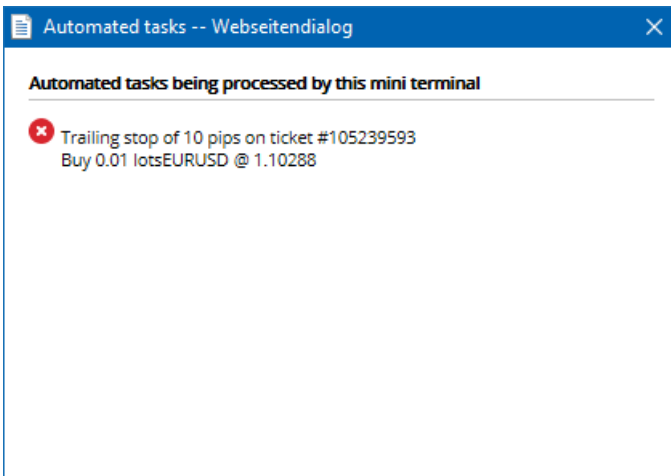 Automated tasks -- Webseitendialog
Automated tasks being processed by this mini terminal
Trailing stop of 10 pips on ticket #105239593
Buy 0.01 lotsEURUSD @ 1.10288